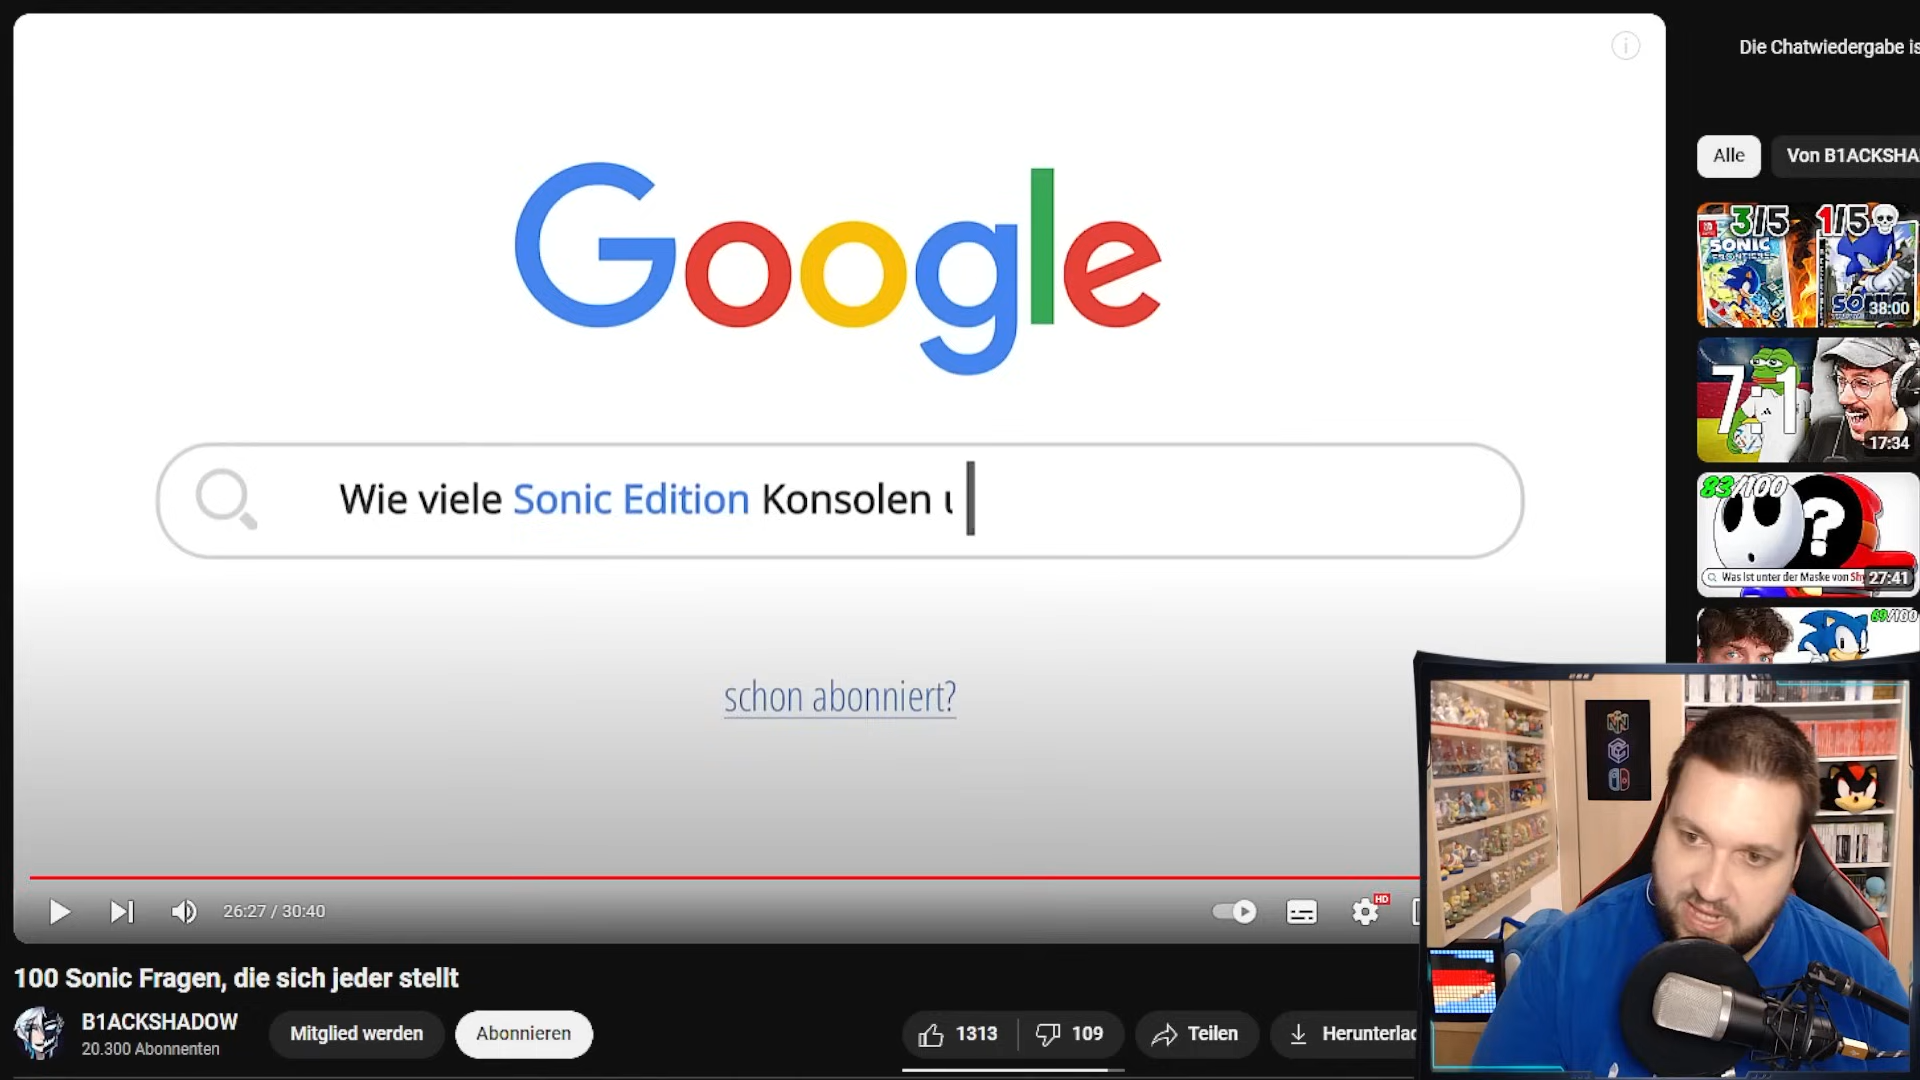 Die Chatwiedergabe is
Google
Wie viele Sonic Edition Konsolen u
schon abonniert?
26:27 / 30:40
HD
100 Sonic Fragen, die sich jeder stellt
B1ACKSHADOW
20.300 Abonnenten
Mitglied werden
Abonnieren
1313
109
Teilen
Herunterlad
Alle
Von B1ACKSHA
3/5
1/5
SONIC
FRONTIERS
38:00
7:1
17:34
83/100
?
Was ist unter der Maske von Shy
27:41
69/100